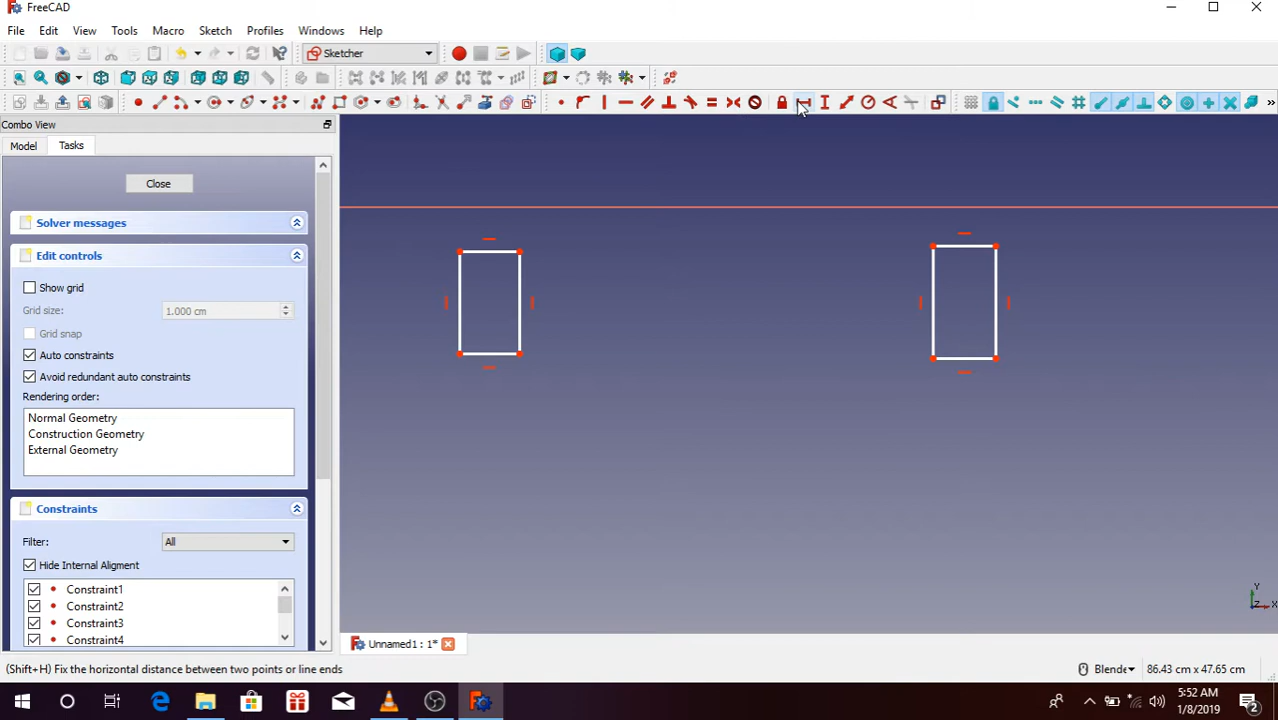 FreeCAD
File Edit View Tools Macro Sketch Profiles Windows Help
Sketcher
Combo View
Model Tasks
Close
Solver messages
Edit controls
Show grid
Grid size: 1.000 cm
Grid snap
Auto constraints
Avoid redundant auto constraints
Rendering order:
Normal Geometry
Construction Geometry
External Geometry
Constraints
Filter: All
Hide Internal Aligment
Constraint1
Constraint2
Constraint3
Constraint4
Y
Z X
Unnamed1 : 1*
(Shift+H) Fix the horizontal distance between two points or line ends
Blende 86.43 cm x 47.65 cm
5:52 AM
1/8/2019
2